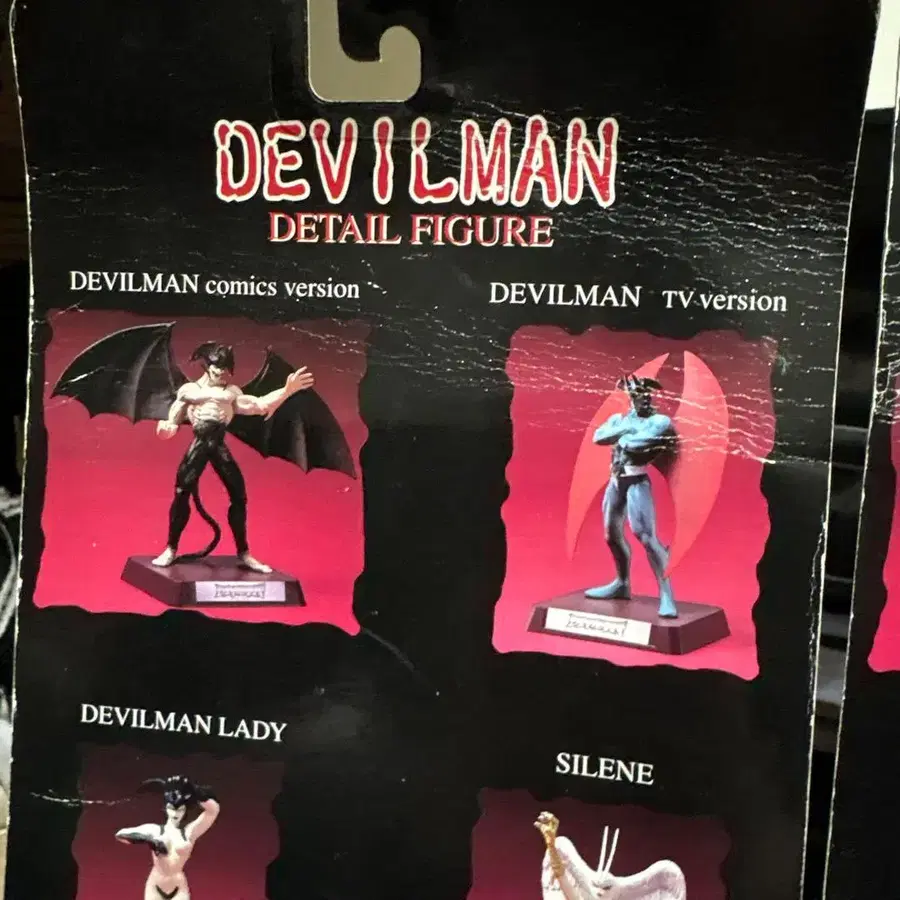 DEVILMAN
DETAIL FIGURE
DEVILMAN comics version
DEVILMAN TV version
DEVILMAN LADY
SILENE